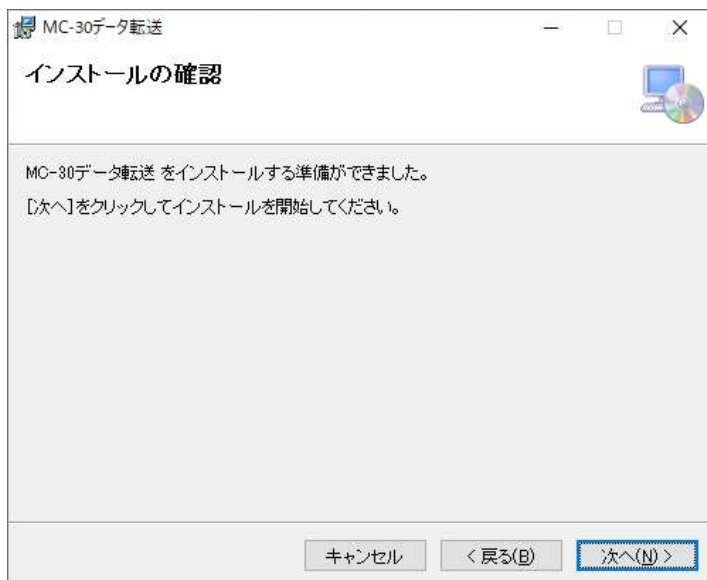 MC-30データ転送
インストールの確認
MC-30データ転送 をインストールする準備ができました。
[次へ]をクリックしてインストールを開始してください。
キャンセル
< 戻る(B)
次へ(N) >